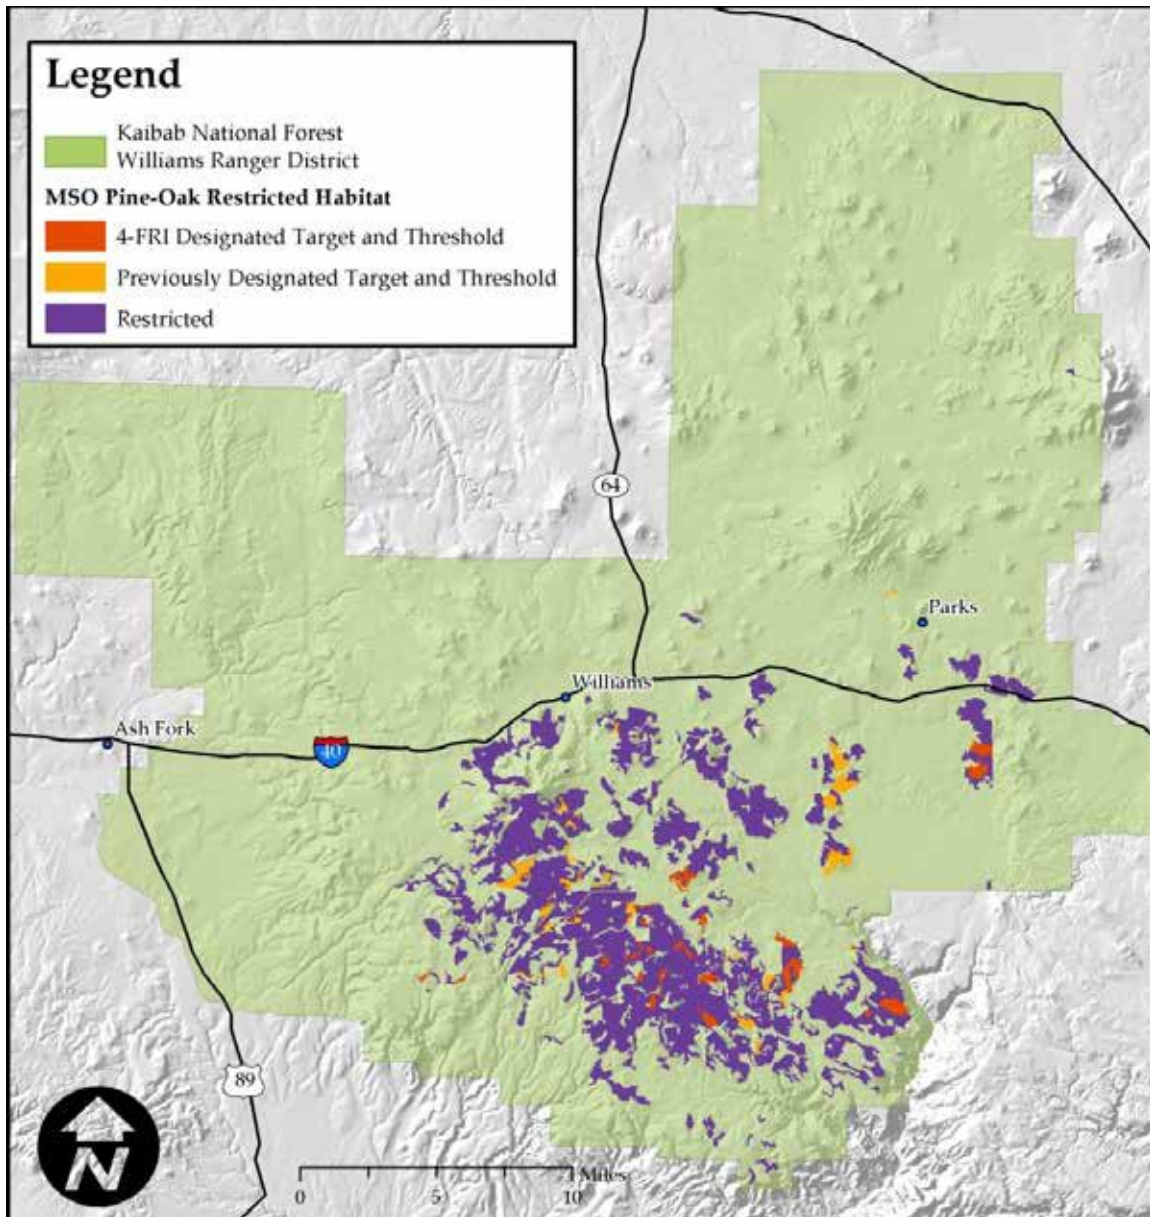 Legend
Kaibab National Forest
Williams Ranger District
MSO Pine-Oak Restricted Habitat
4-FRI Designated Target and Threshold
Previously Designated Target and Threshold
Restricted
64
Parks
Williams
Ash Fork
40
89
N
Miles
0 5 10